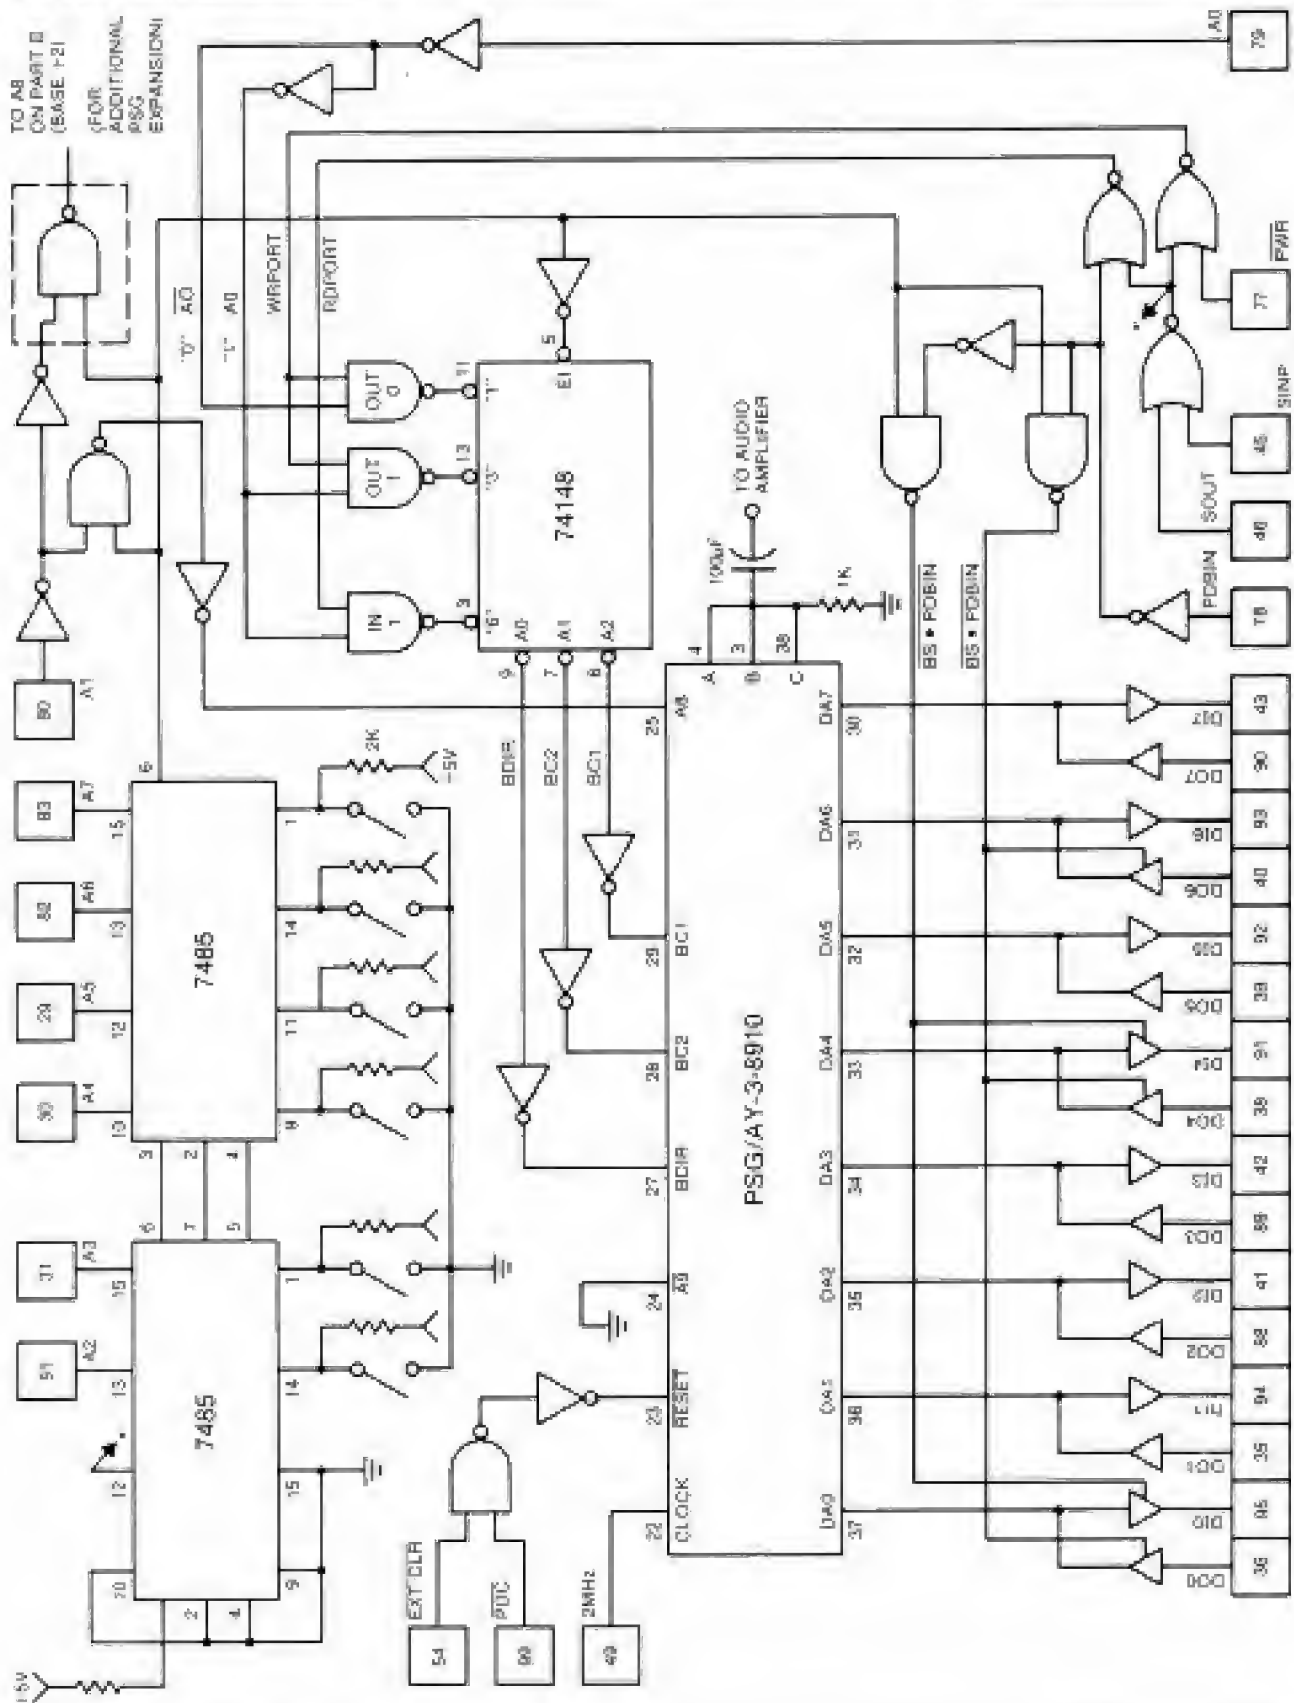 TO A8
ON PART II
(BASE +2)
(FOR
ADDITIONAL
PSG
EXPANSION)
A0
79
"0" A0
"1" A0
WRPORT
RDPORT
80
A1
83
A7
82
A6
29
A5
30
A4
31
A3
A2
15
13
12
10
6
7485
1
14
11
9
2K
+5V
3
2
4
6
7
5
15
13
12
10
7485
1
14
15
9
2
4
+5V
OUT
0
OUT
1
IN
1
11
13
3
"1"
"3"
"6"
5
EI
74148
A0
A1
A2
9
7
6
BDIR
BC2
BC1
100µF
TO AUDIO
AMPLIFIER
1K
4
3
38
A
B
C
25
A8
29
BC1
28
BC2
27
BDIR
24
A9
23
RESET
22
CLOCK
PSG/AY-3-8910
DA7
30
DA6
31
DA5
32
DA4
33
DA3
34
DA2
35
DA1
36
DA0
37
EXT CLR
54
POC
99
2MHz
49
BS • PDBIN
BS • PDBIN
PWR
77
SINP
SOUT
PDBIN
78
DI7
43
DO7
90
DI6
93
DO6
40
DI5
92
DO5
39
DI4
91
DO4
38
DI3
42
DO3
89
DI2
41
DO2
88
DI1
94
DO1
35
DI0
95
DO0
36